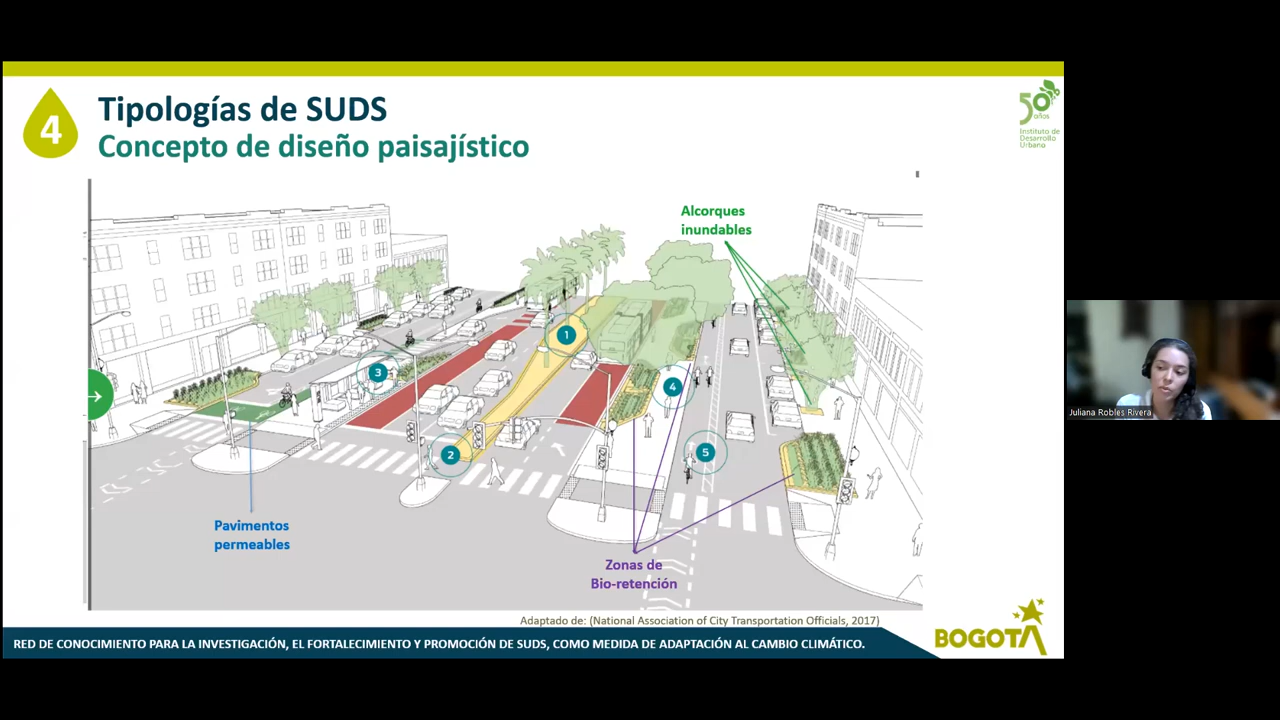 4
Tipologías de SUDS
Concepto de diseño paisajístico
50
años
Instituto de
Desarrollo
Urbano
Alcorques
inundables
1
3
4
2
5
Pavimentos
permeables
Zonas de
Bio-retención
Juliana Robles Rivera
Adaptado de: (National Association of City Transportation Officials, 2017)
RED DE CONOCIMIENTO PARA LA INVESTIGACIÓN, EL FORTALECIMIENTO Y PROMOCIÓN DE SUDS, COMO MEDIDA DE ADAPTACIÓN AL CAMBIO CLIMÁTICO.
BOGOTÁ